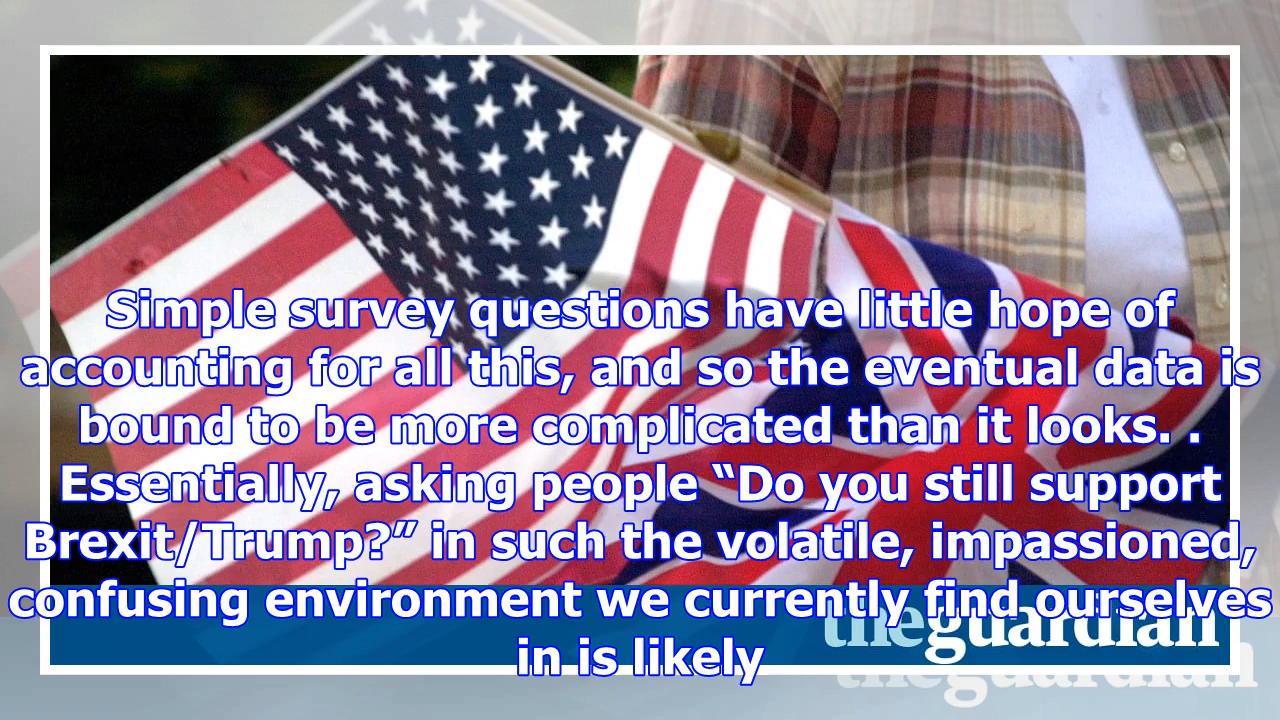 Simple survey questions have little hope of
accounting for all this, and so the eventual data is
bound to be more complicated than it looks. .
Essentially, asking people “Do you still support
Brexit/Trump?” in such the volatile, impassioned,
confusing environment we currently find ourselves
in is likely
theguardian
theguardian